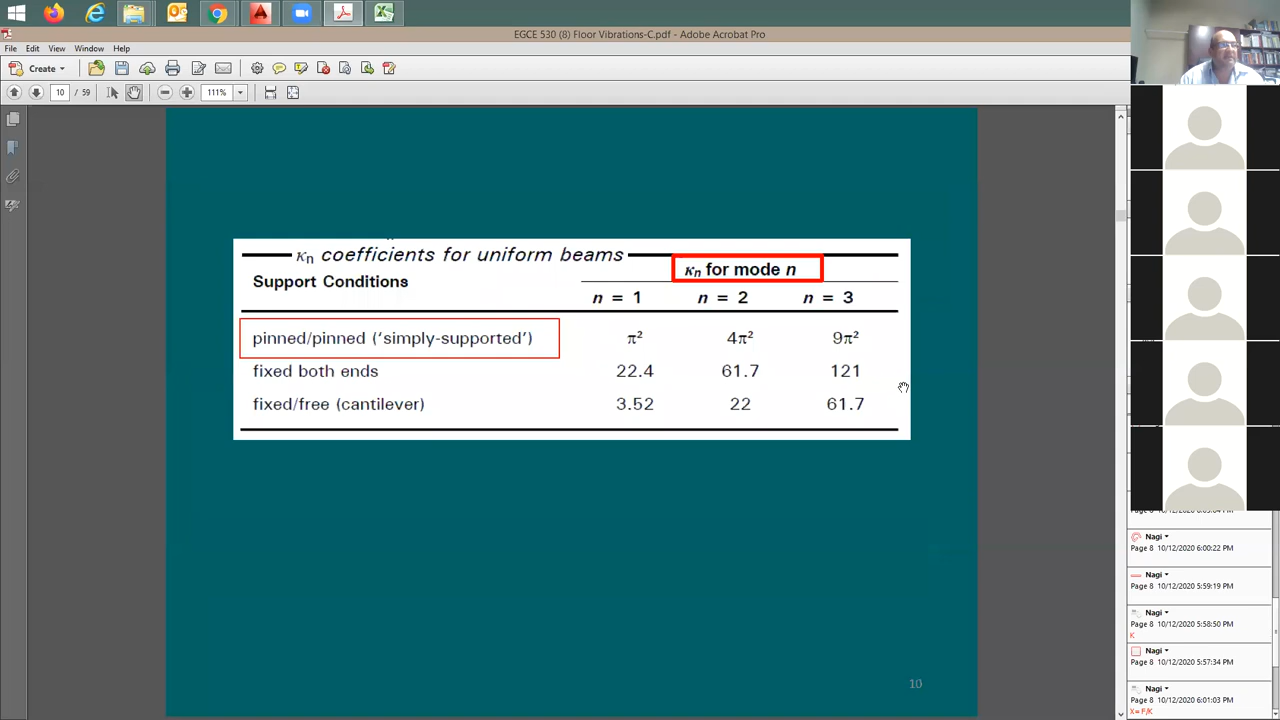 EGCE 530 (8) Floor Vibrations-C.pdf - Adobe Acrobat Pro
File Edit View Window Help
Create
10 / 59 111%
κn coefficients for uniform beams
κn for mode n
Support Conditions
n = 1 n = 2 n = 3
pinned/pinned (‘simply-supported’) π² 4π² 9π²
fixed both ends 22.4 61.7 121
fixed/free (cantilever) 3.52 22 61.7
10
Nagi
Page 8 10/12/2020 6:00:22 PM
Nagi
Page 8 10/12/2020 5:59:19 PM
Nagi
Page 8 10/12/2020 5:58:50 PM
K
Nagi
Page 8 10/12/2020 5:57:34 PM
Nagi
Page 8 10/12/2020 6:01:03 PM
X= F/K